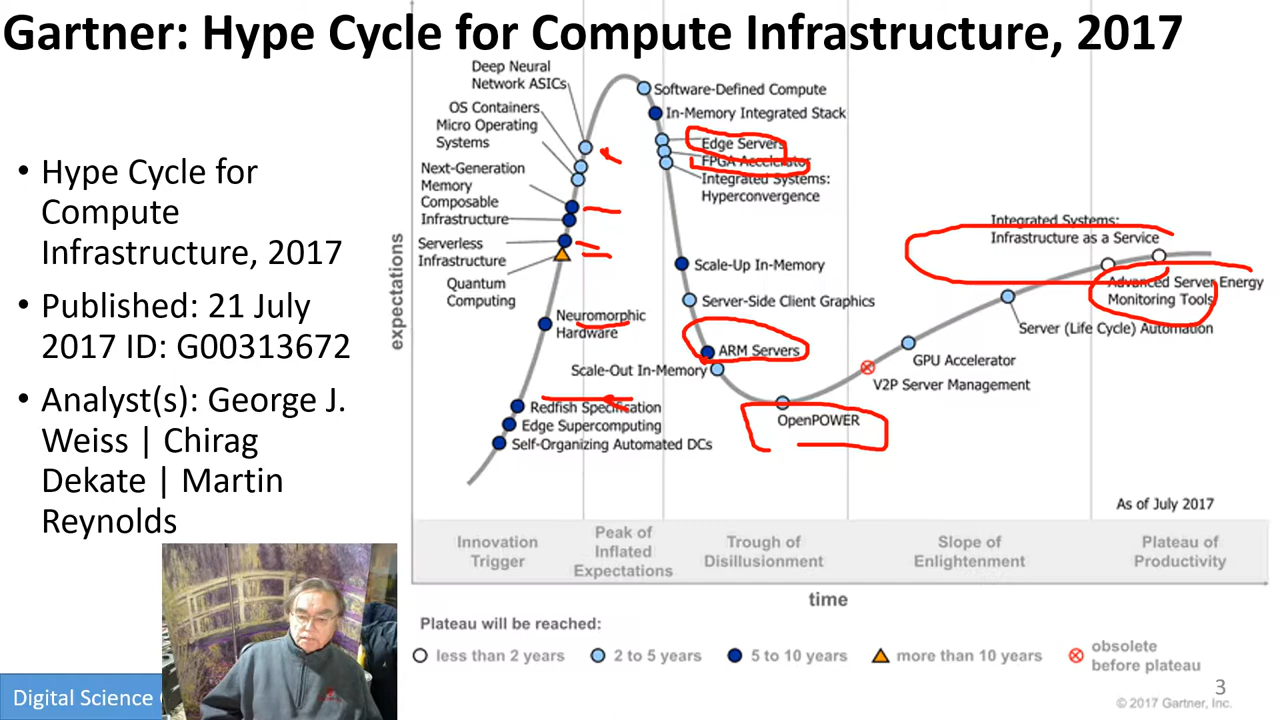 Gartner: Hype Cycle for Compute Infrastructure, 2017
• Hype Cycle for
Compute
Infrastructure, 2017
• Published: 21 July
2017 ID: G00313672
• Analyst(s): George J.
Weiss | Chirag
Dekate | Martin
Reynolds
Digital Science
expectations
Deep Neural
Network ASICs
OS Containers
Micro Operating
Systems
Next-Generation
Memory
Composable
Infrastructure
Serverless
Infrastructure
Quantum
Computing
Neuromorphic
Hardware
Redfish Specification
Edge Supercomputing
Self-Organizing Automated DCs
Software-Defined Compute
In-Memory Integrated Stack
Edge Servers
FPGA Accelerator
Integrated Systems:
Hyperconvergence
Scale-Up In-Memory
Server-Side Client Graphics
ARM Servers
Scale-Out In-Memory
OpenPOWER
V2P Server Management
GPU Accelerator
Server (Life Cycle) Automation
Integrated Systems:
Infrastructure as a Service
Advanced Server Energy
Monitoring Tools
As of July 2017
Innovation
Trigger
Peak of
Inflated
Expectations
Trough of
Disillusionment
Slope of
Enlightenment
Plateau of
Productivity
time
Plateau will be reached:
less than 2 years
2 to 5 years
5 to 10 years
more than 10 years
obsolete
before plateau
3
© 2017 Gartner, Inc.